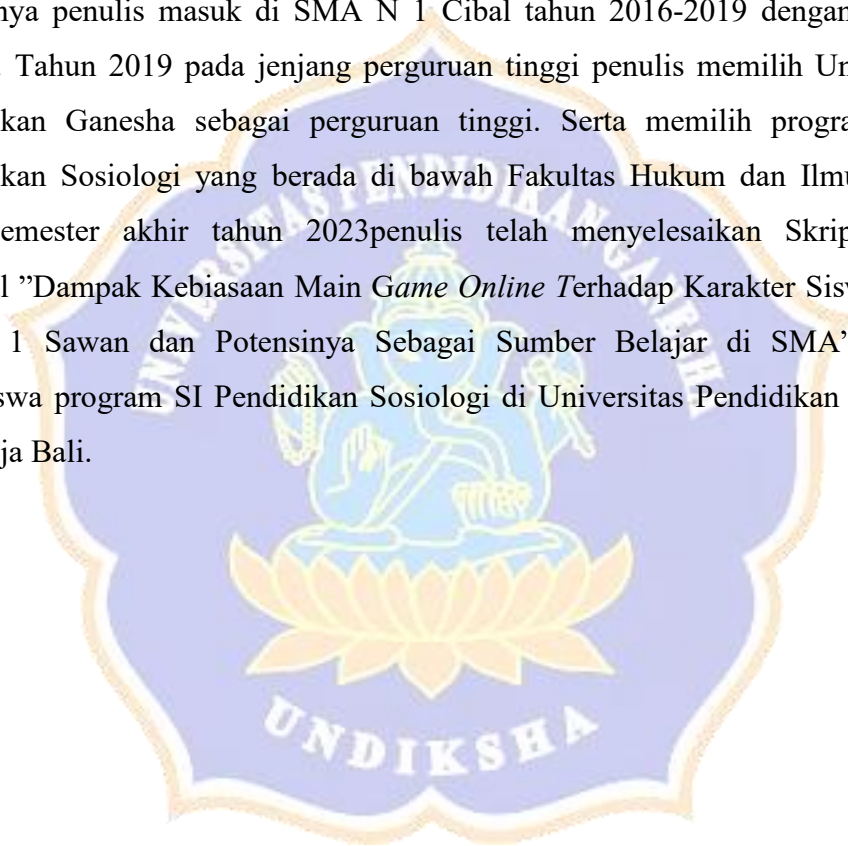 nya penulis masuk di SMA N 1 Cibal tahun 2016-2019 dengan
Tahun 2019 pada jenjang perguruan tinggi penulis memilih Un
kan Ganesha sebagai perguruan tinggi. Serta memilih progra
kan Sosiologi yang berada di bawah Fakultas Hukum dan Ilmu
emester akhir tahun 2023penulis telah menyelesaikan Skrip
l ”Dampak Kebiasaan Main Game Online Terhadap Karakter Sisw
1 Sawan dan Potensinya Sebagai Sumber Belajar di SMA”
swa program SI Pendidikan Sosiologi di Universitas Pendidikan
ja Bali.
UNIVERSITAS PENDIDIKAN GANESHA
UNDIKSHA